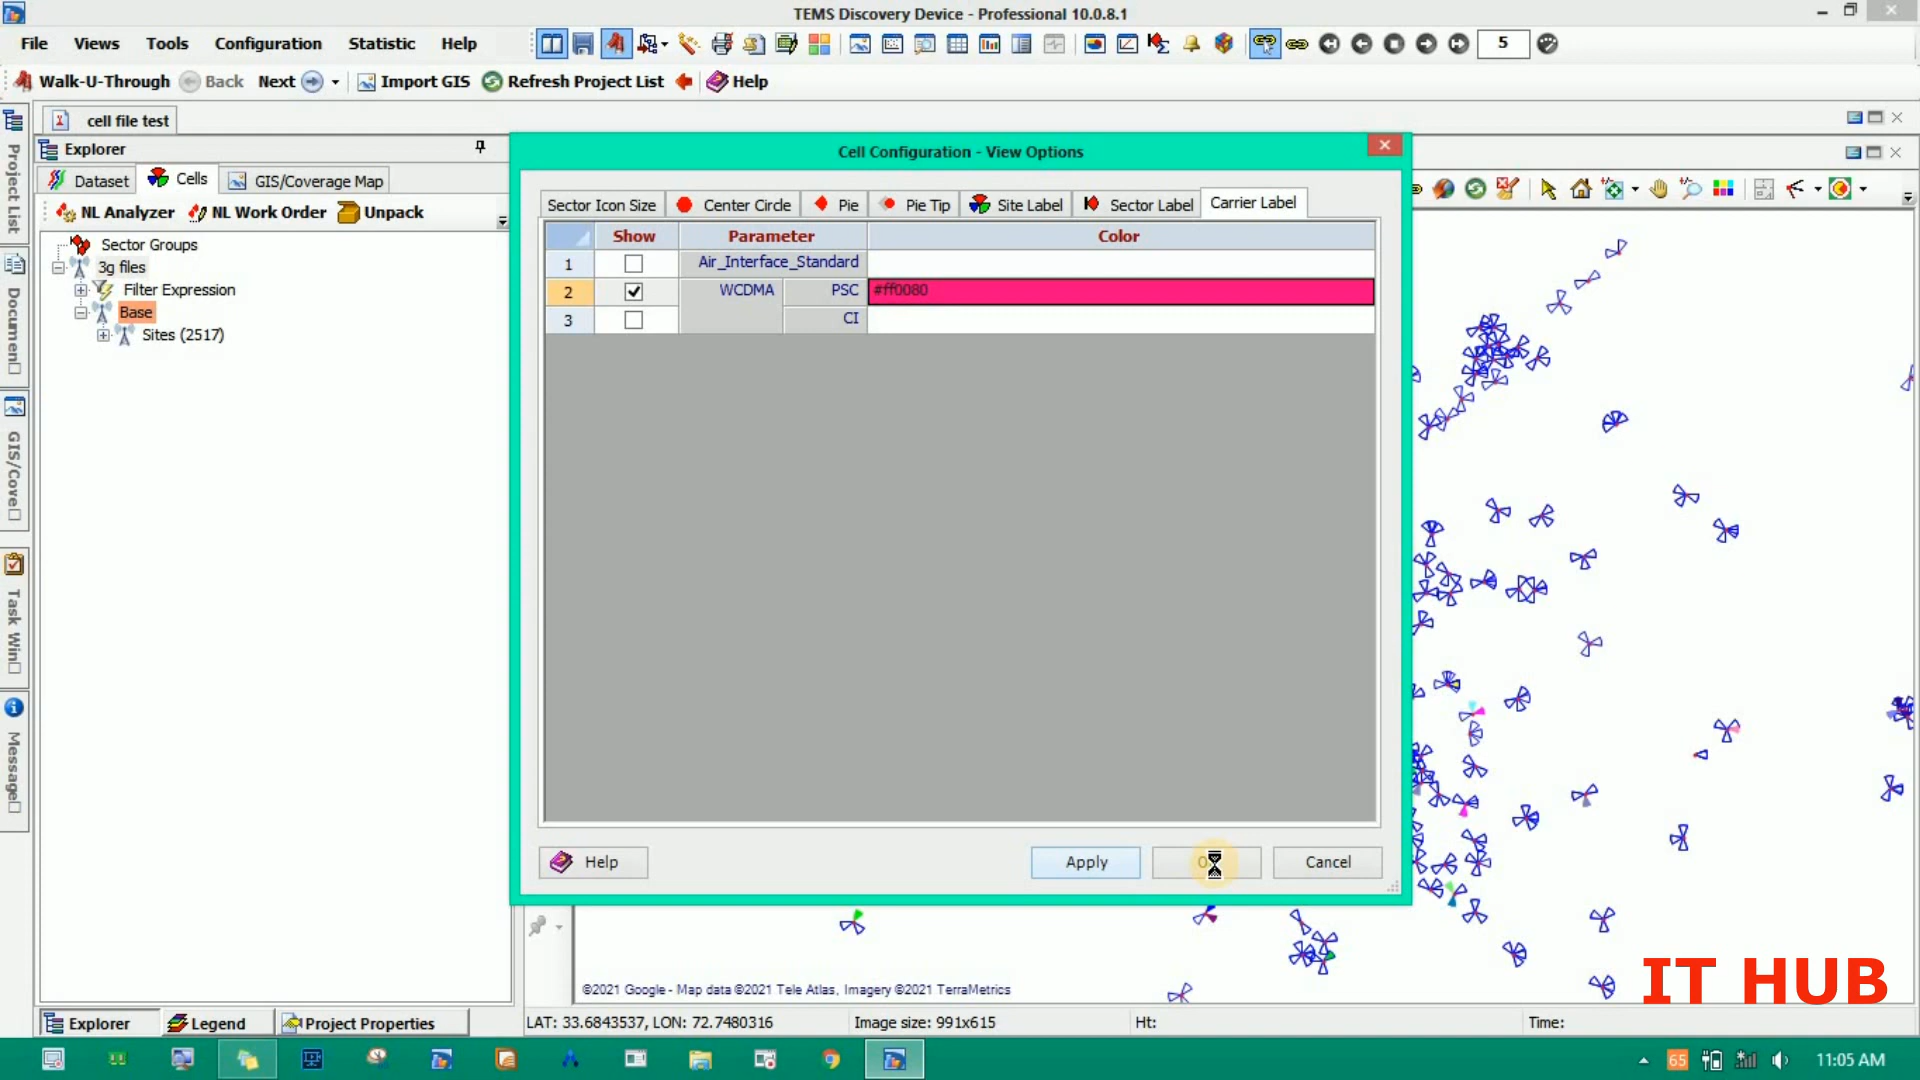 TEMS Discovery Device - Professional 10.0.8.1
File Views Tools Configuration Statistic Help
5
Walk-U-Through Back Next Import GIS Refresh Project List Help
cell file test
Explorer
Dataset Cells GIS/Coverage Map
NL Analyzer NL Work Order Unpack
Sector Groups
3g files
Filter Expression
Base
Sites (2517)
Project List
Document
GIS/Cove
Task Win
Message
Cell Configuration - View Options
Sector Icon Size Center Circle Pie Pie Tip Site Label Sector Label Carrier Label
Show Parameter Color
1 Air_Interface_Standard
2 WCDMA PSC #ff0080
3 CI
Help Apply Cancel
©2021 Google - Map data ©2021 Tele Atlas, Imagery ©2021 TerraMetrics
IT HUB
Explorer Legend Project Properties
LAT: 33.6843537, LON: 72.7480316 Image size: 991x615 Ht: Time:
65 11:05 AM